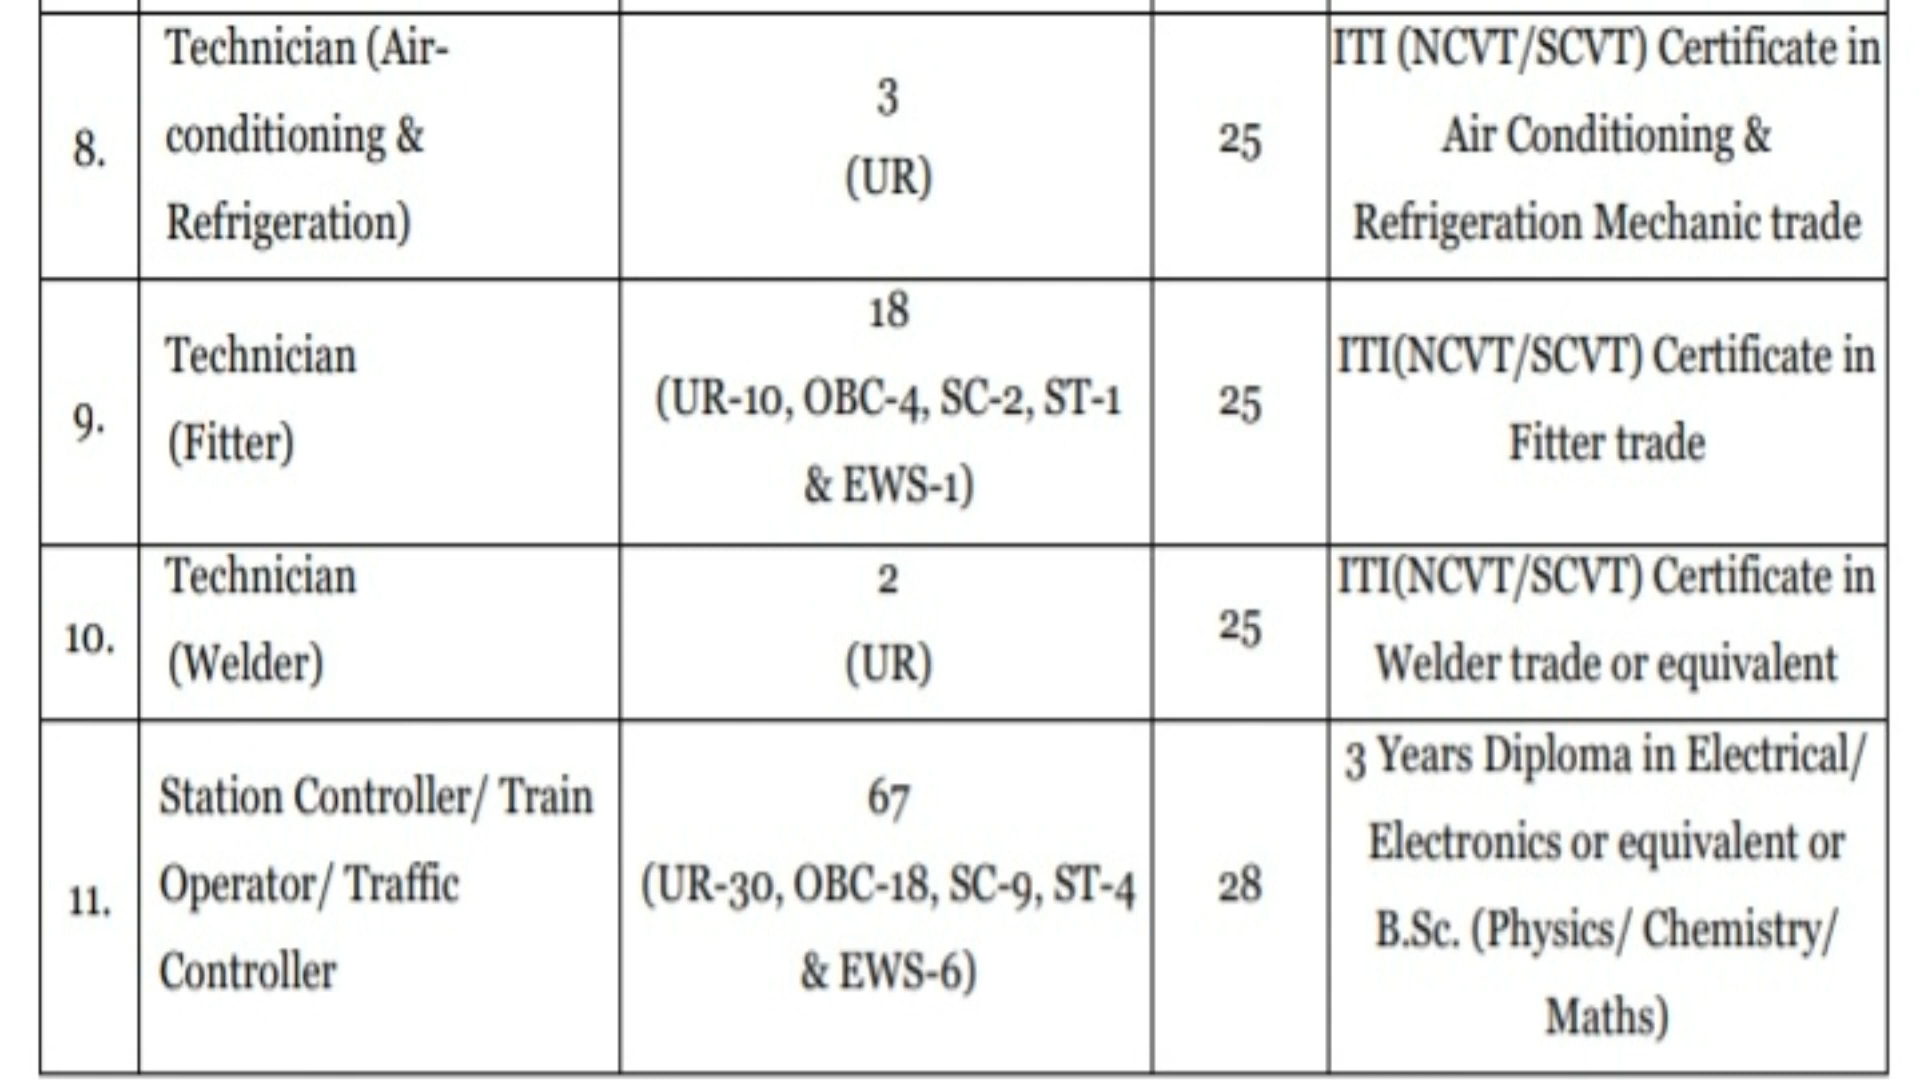 8.
Technician (Air-
conditioning &
Refrigeration)
3
(UR)
25
ITI (NCVT/SCVT) Certificate in
Air Conditioning &
Refrigeration Mechanic trade
9.
Technician
(Fitter)
18
(UR-10, OBC-4, SC-2, ST-1
& EWS-1)
25
ITI(NCVT/SCVT) Certificate in
Fitter trade
10.
Technician
(Welder)
2
(UR)
25
ITI(NCVT/SCVT) Certificate in
Welder trade or equivalent
11.
Station Controller/ Train
Operator/ Traffic
Controller
67
(UR-30, OBC-18, SC-9, ST-4
& EWS-6)
28
3 Years Diploma in Electrical/
Electronics or equivalent or
B.Sc. (Physics/ Chemistry/
Maths)